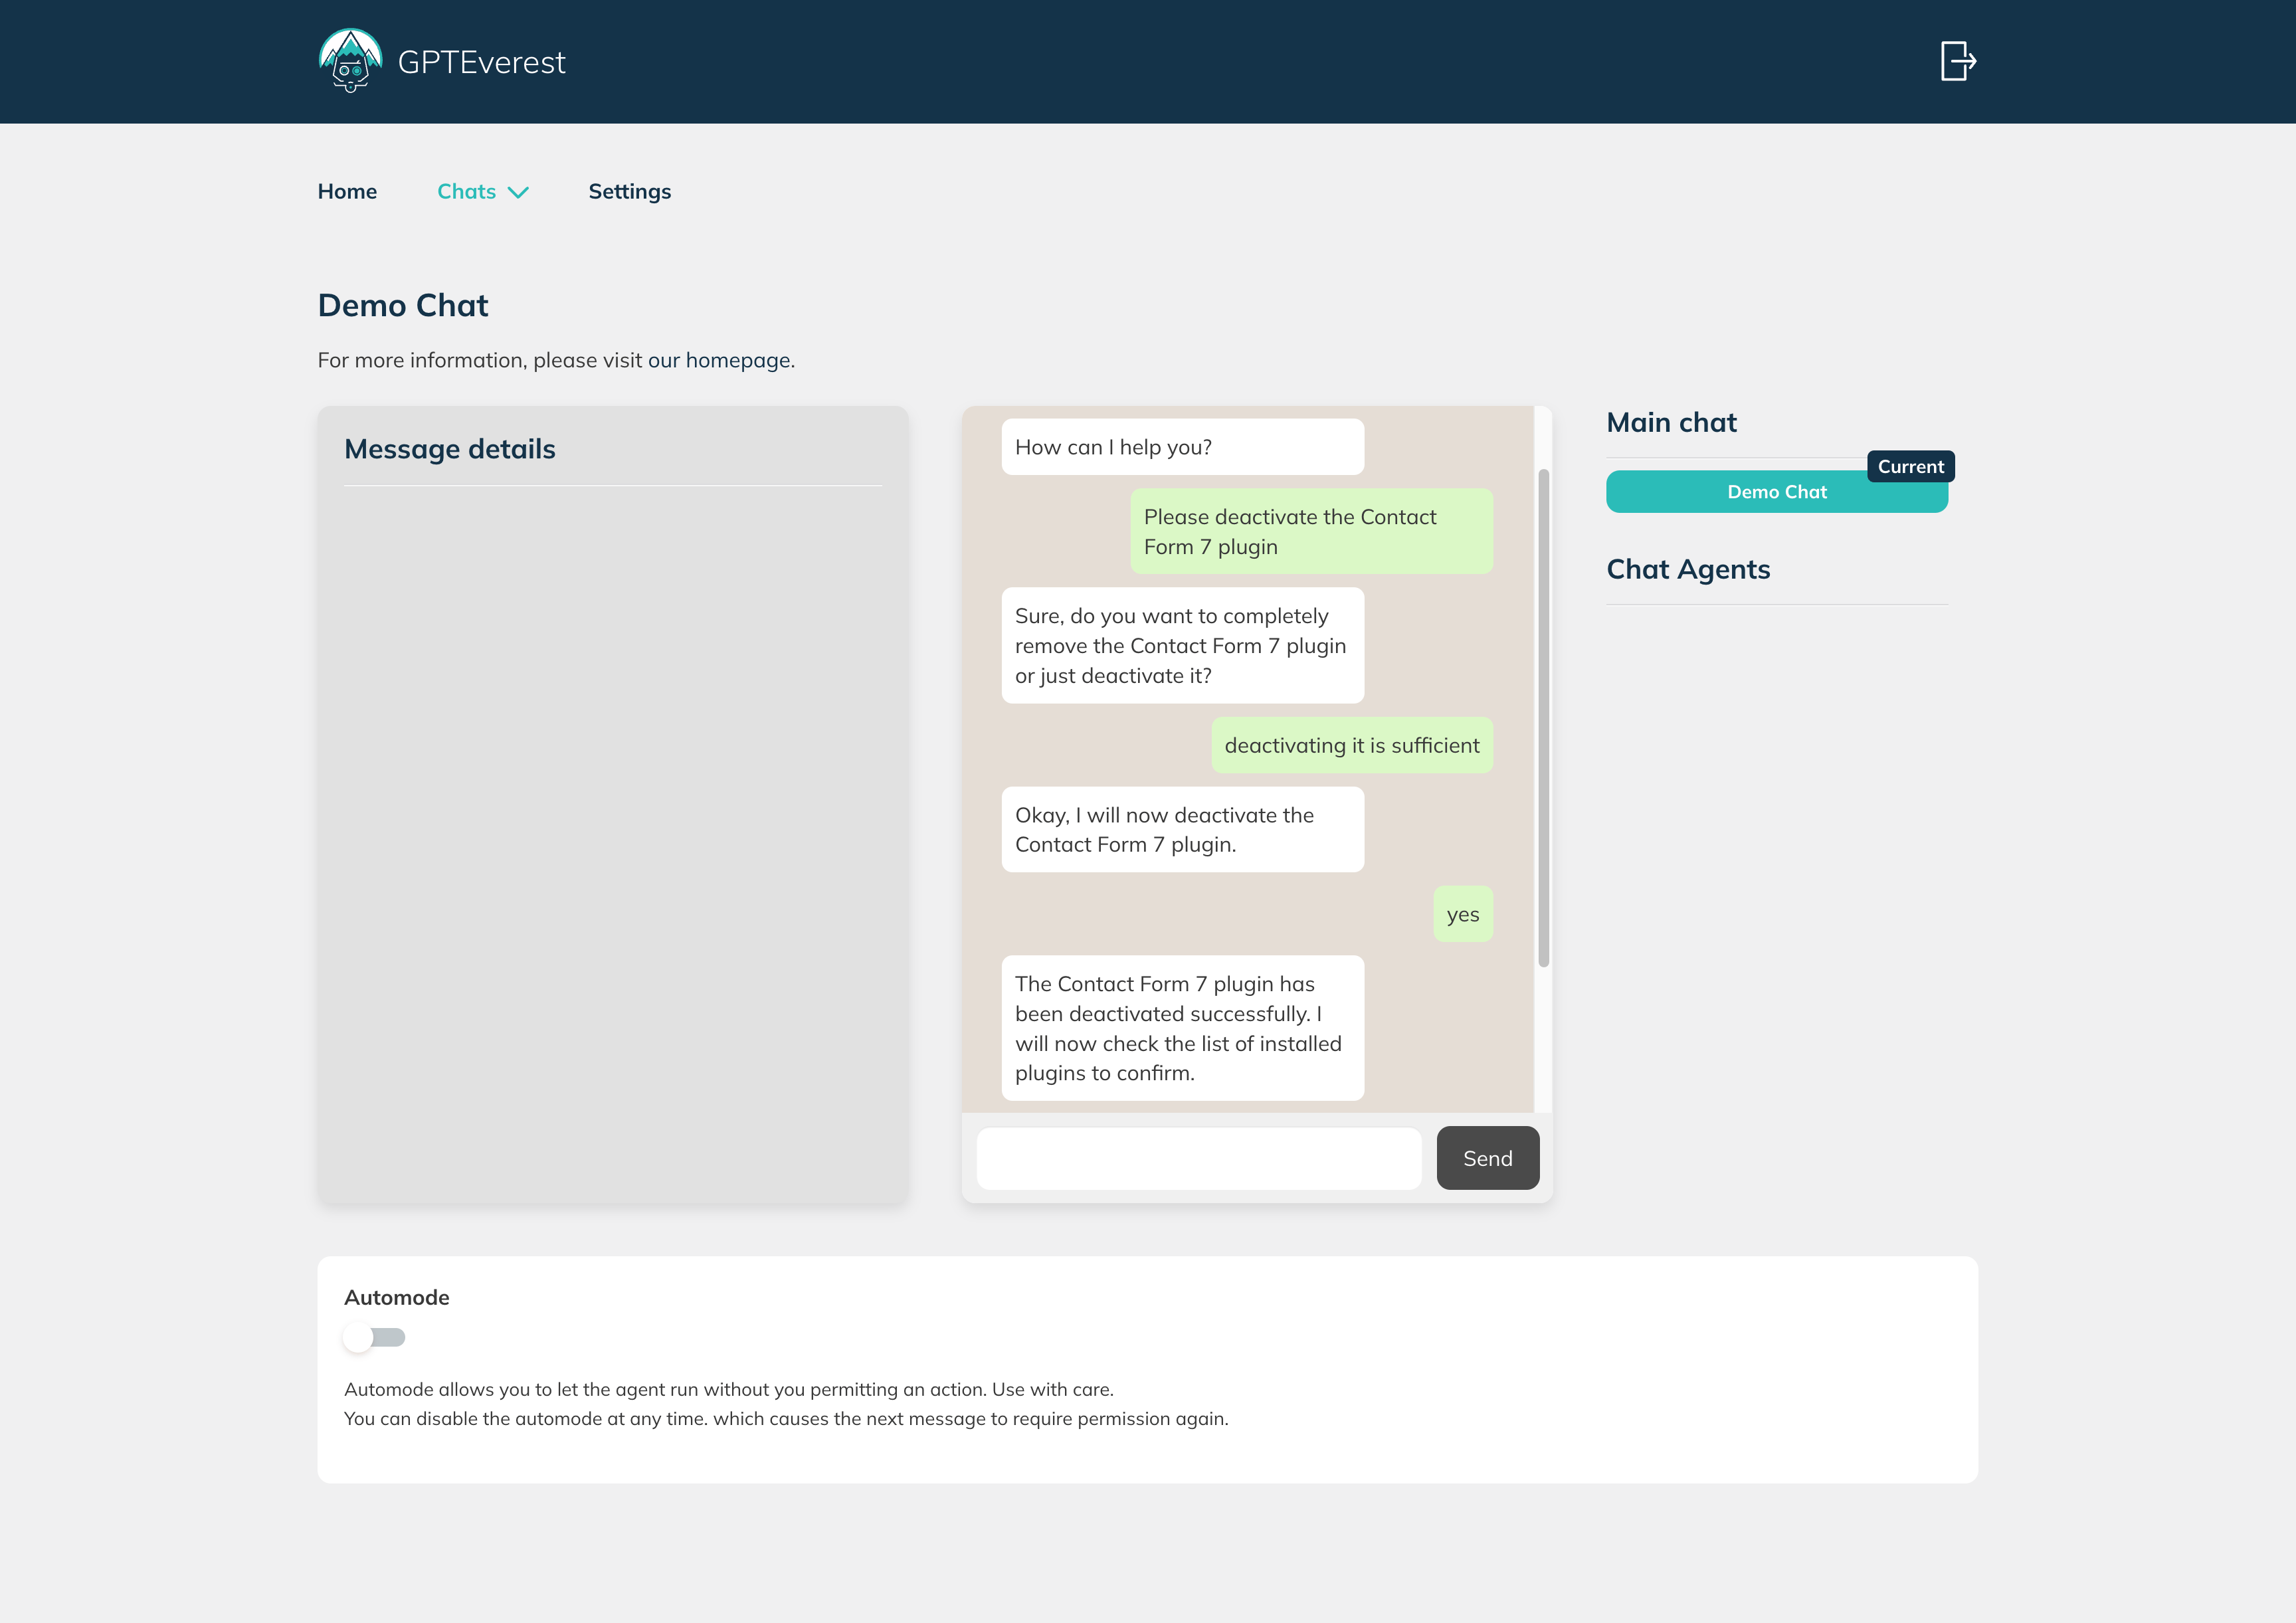 GPTEverest
Home
Chats
Settings
Demo Chat
For more information, please visit our homepage.
Message details
How can I help you?
Please deactivate the Contact
Form 7 plugin
Sure, do you want to completely
remove the Contact Form 7 plugin
or just deactivate it?
deactivating it is sufficient
Okay, I will now deactivate the
Contact Form 7 plugin.
yes
The Contact Form 7 plugin has
been deactivated successfully. I
will now check the list of installed
plugins to confirm.
Send
Main chat
Current
Demo Chat
Chat Agents
Automode
Automode allows you to let the agent run without you permitting an action. Use with care.
You can disable the automode at any time. which causes the next message to require permission again.